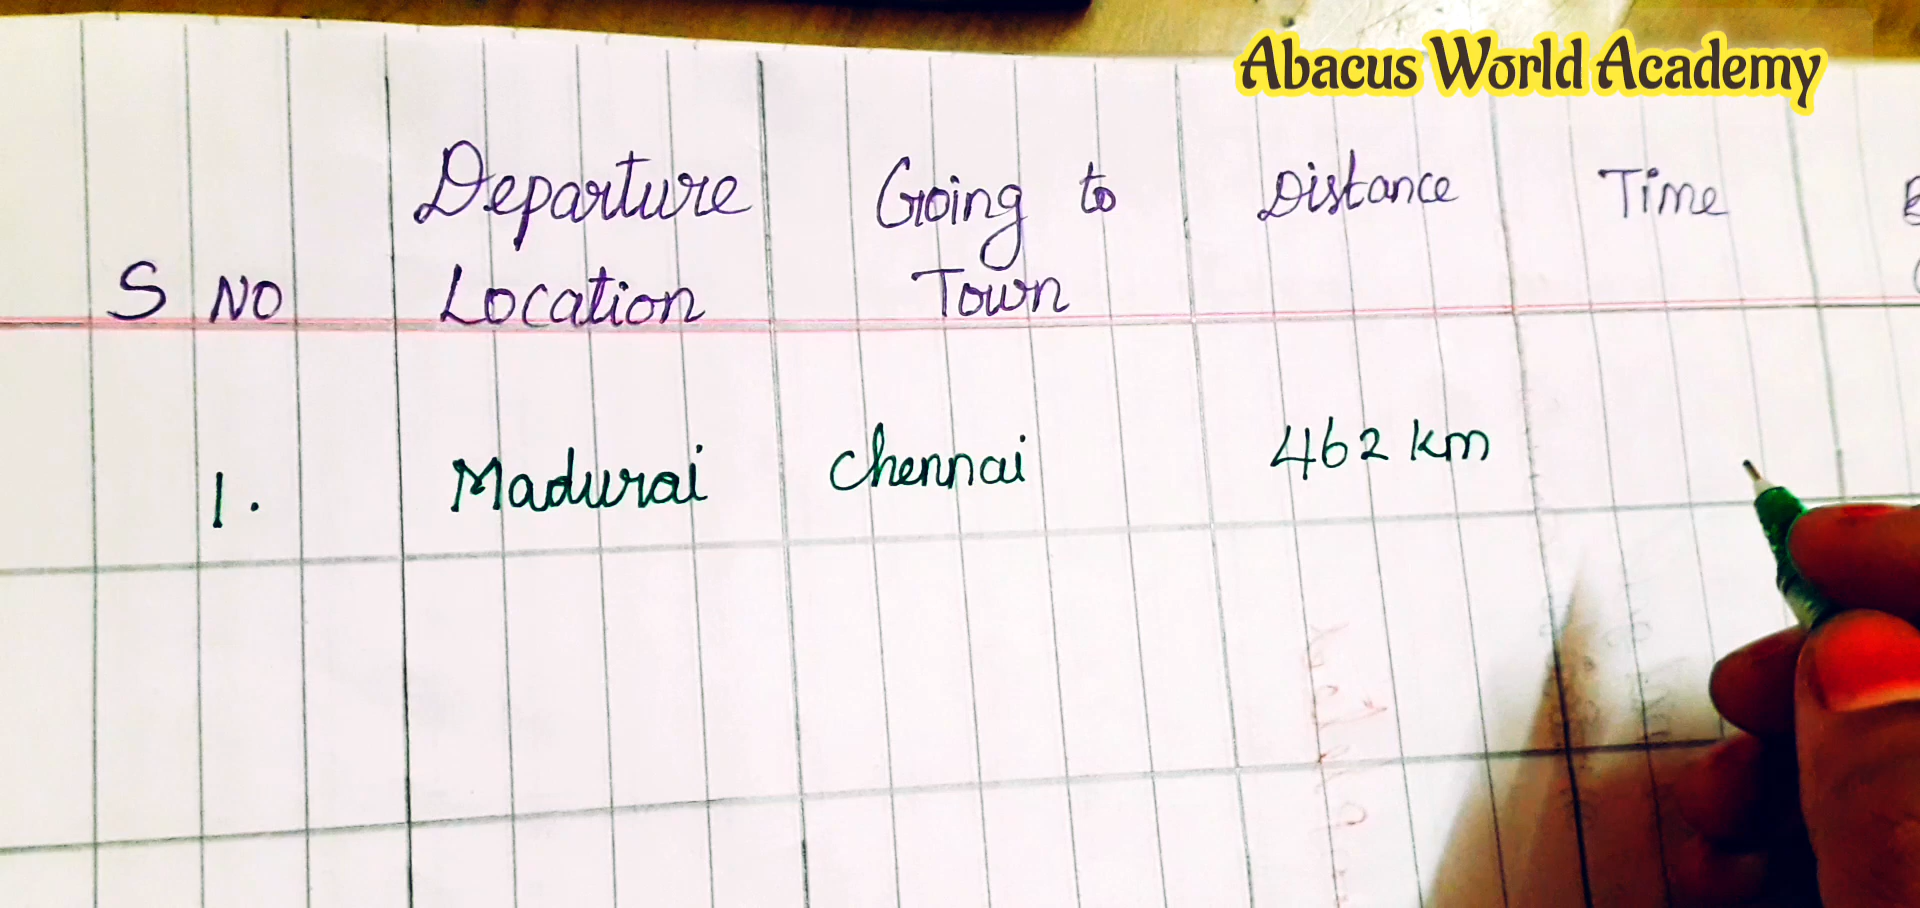 Abacus World Academy
Departure Going to Distance Time
S NO Location Town
1. Madurai Chennai 462 km